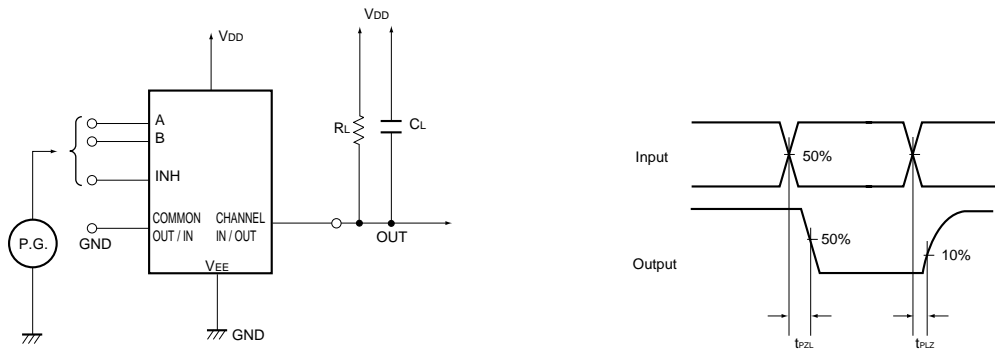 VDD
VDD
A
B
RL
CL
INH
COMMON
OUT / IN
CHANNEL
IN / OUT
GND
OUT
P.G.
VEE
GND
Input
50%
50%
Output
10%
tPZL
tPLZ